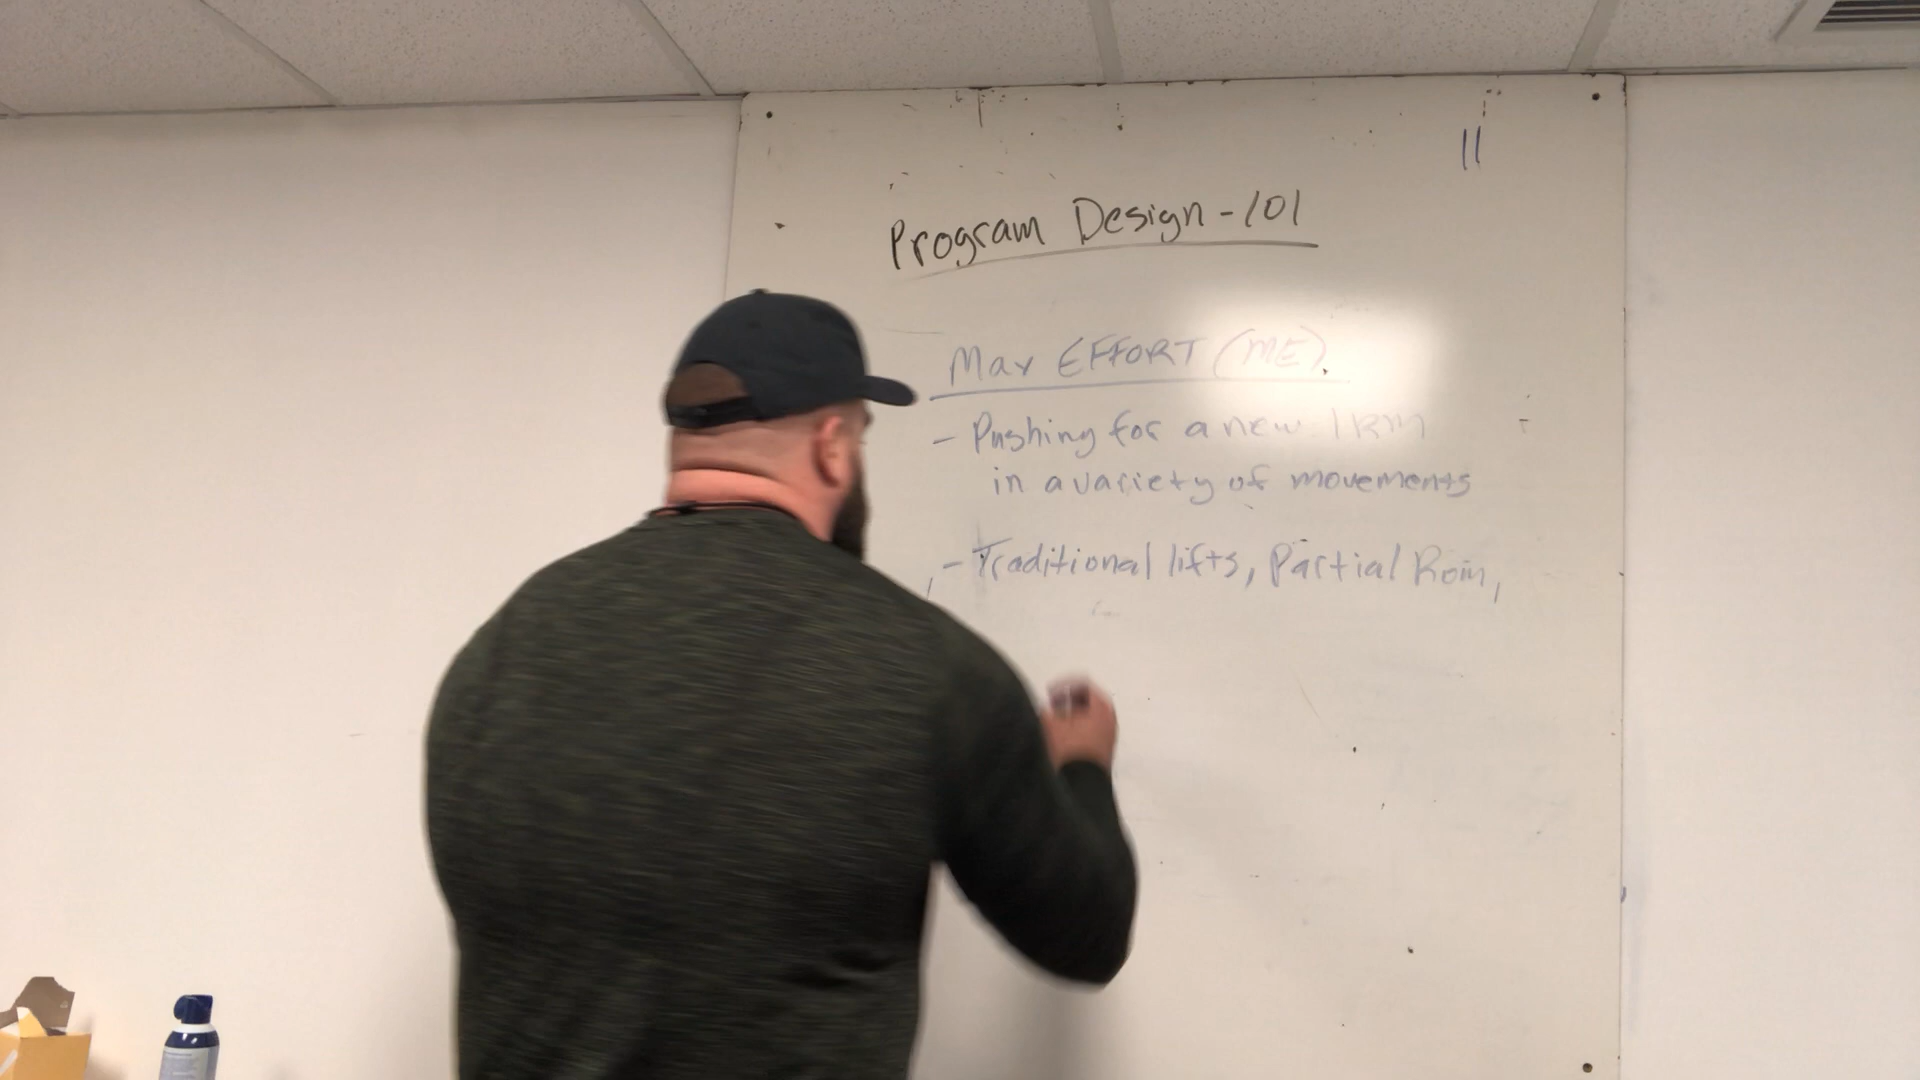 11
Program Design - 101
Max EFFORT (ME)
- Pushing for a new 1RM
in a variety of movements
- Traditional lifts, Partial Rom,